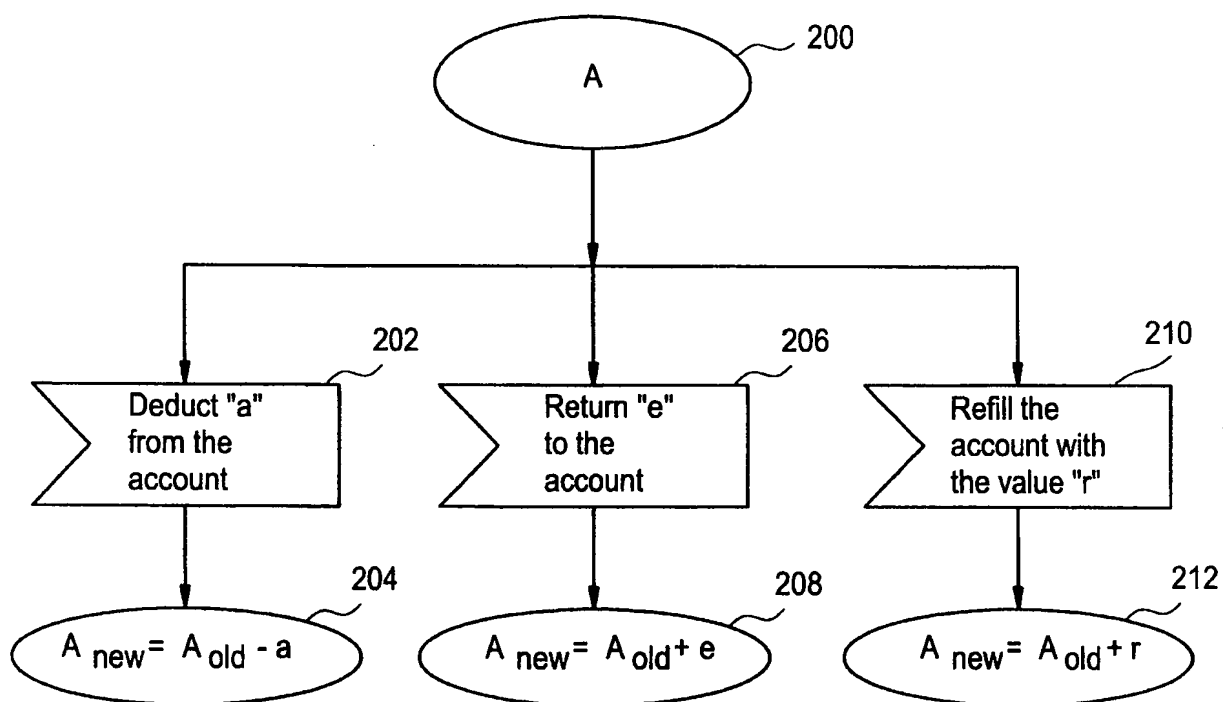 200
A
202
206
210
Deduct "a"
from the
account
Return "e"
to the
account
Refill the
account with
the value "r"
204
208
212
A new = A old - a
A new = A old + e
A new = A old + r